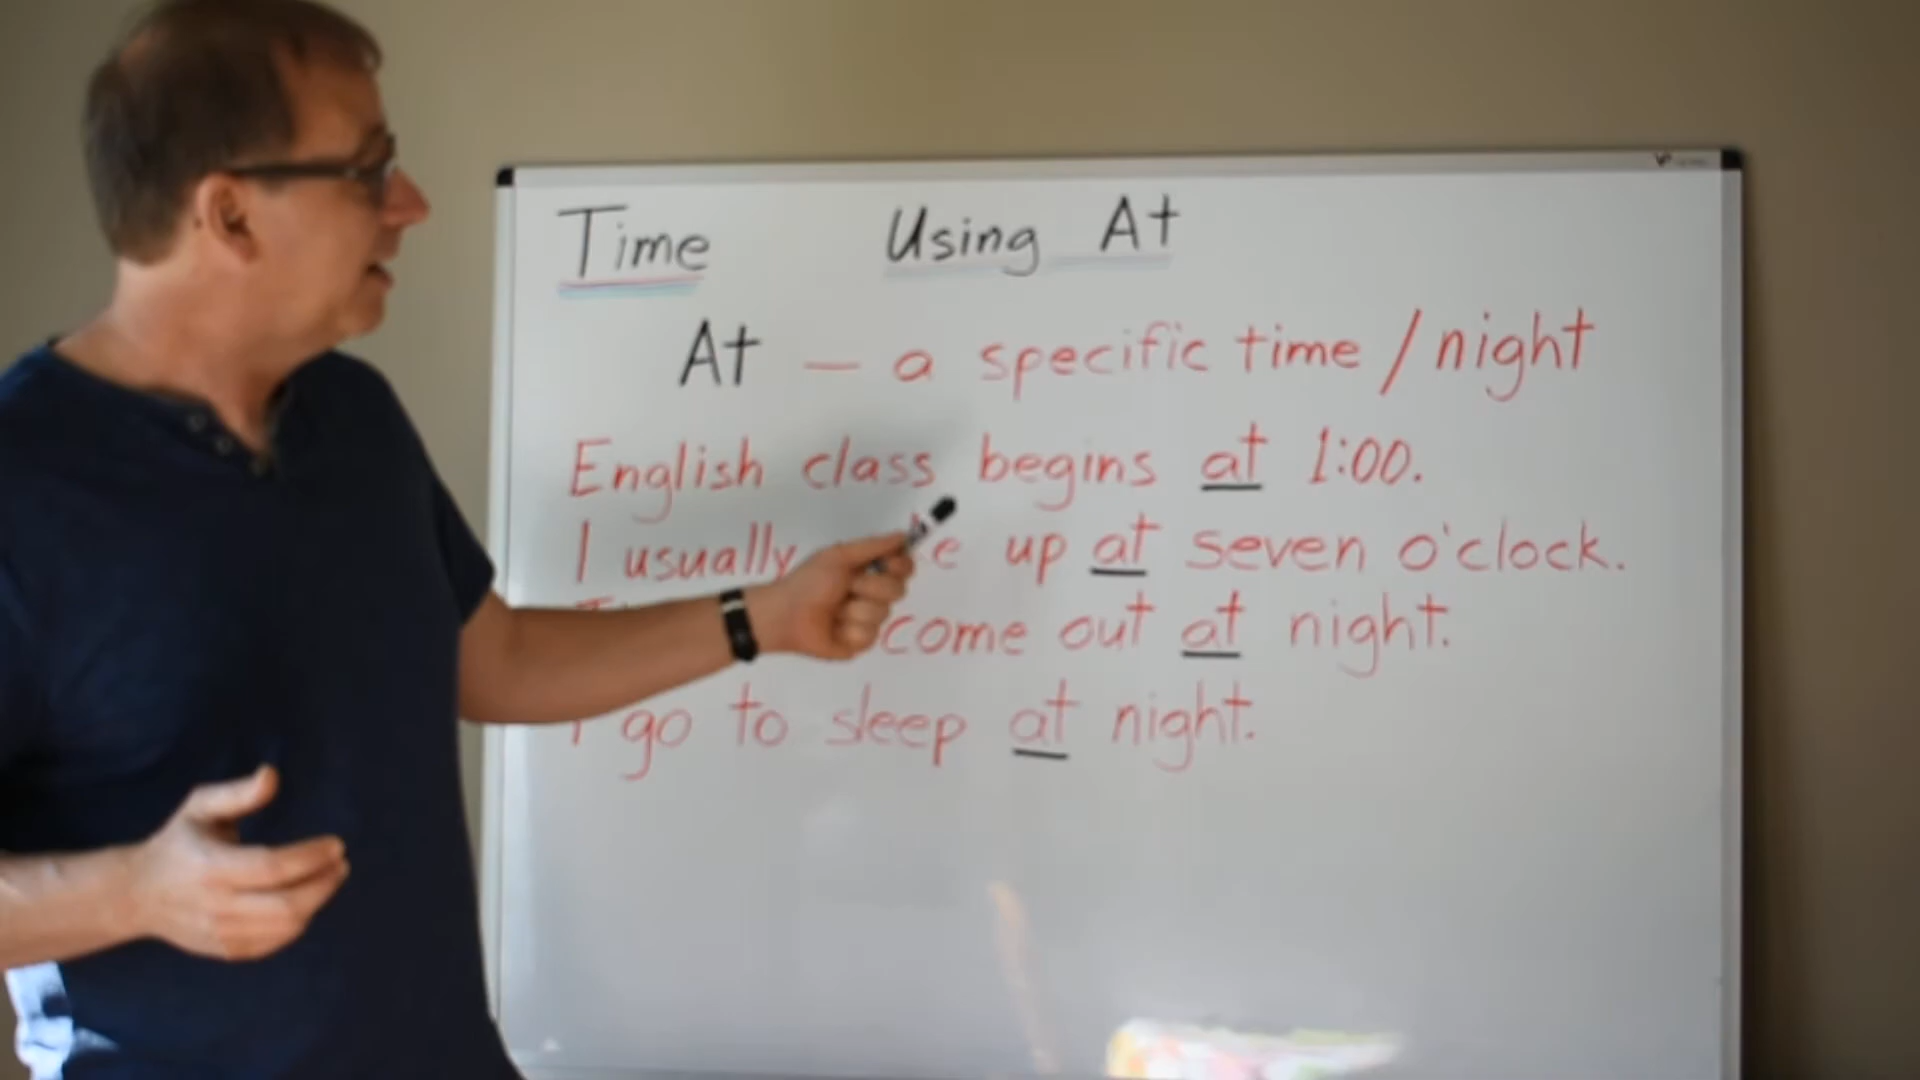 Time Using At
At — a specific time / night
English class begins at 1:00.
I usually up at seven o'clock.
come out at night.
I go to sleep at night.